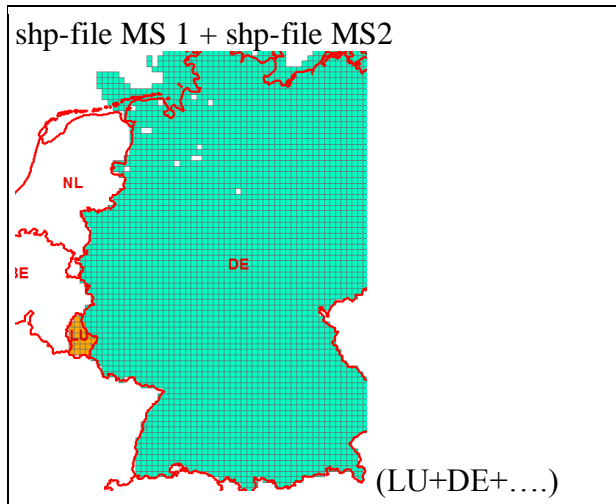 shp-file MS 1 + shp-file MS2
NL
DE
BE
LU
(LU+DE+….)